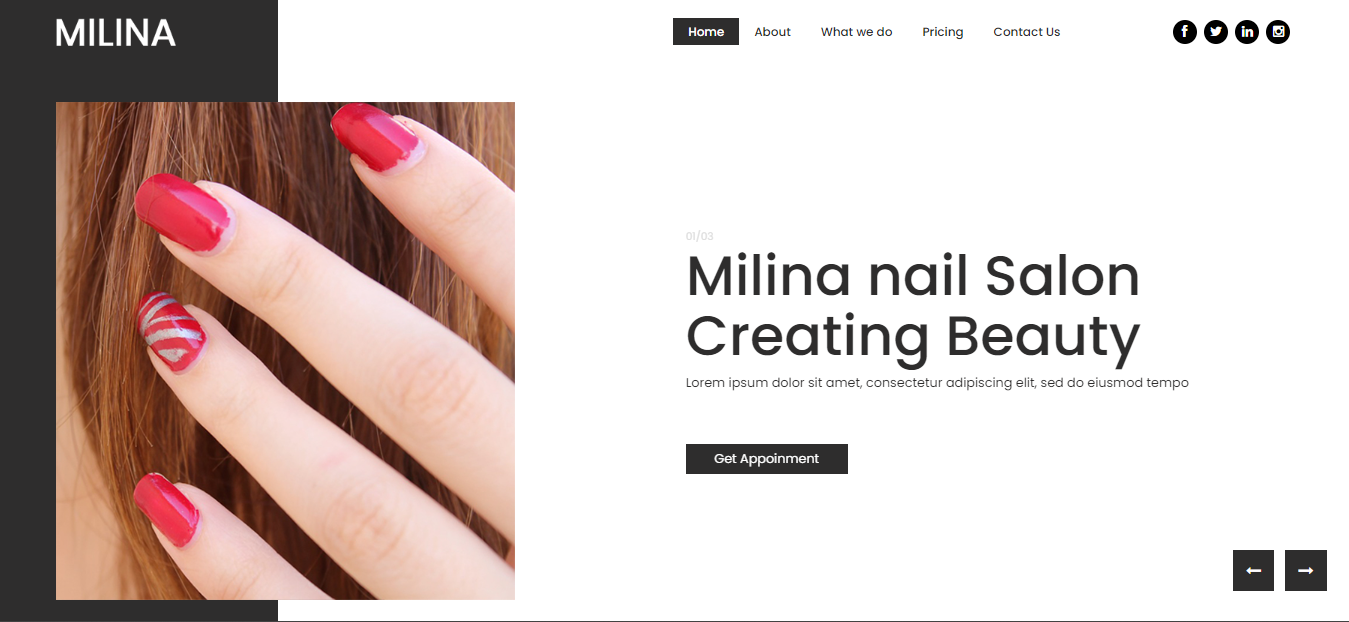 MILINA
Home About What we do Pricing Contact Us
01/03
Milina nail Salon
Creating Beauty
Lorem ipsum dolor sit amet, consectetur adipiscing elit, sed do eiusmod tempo
Get Appoinment